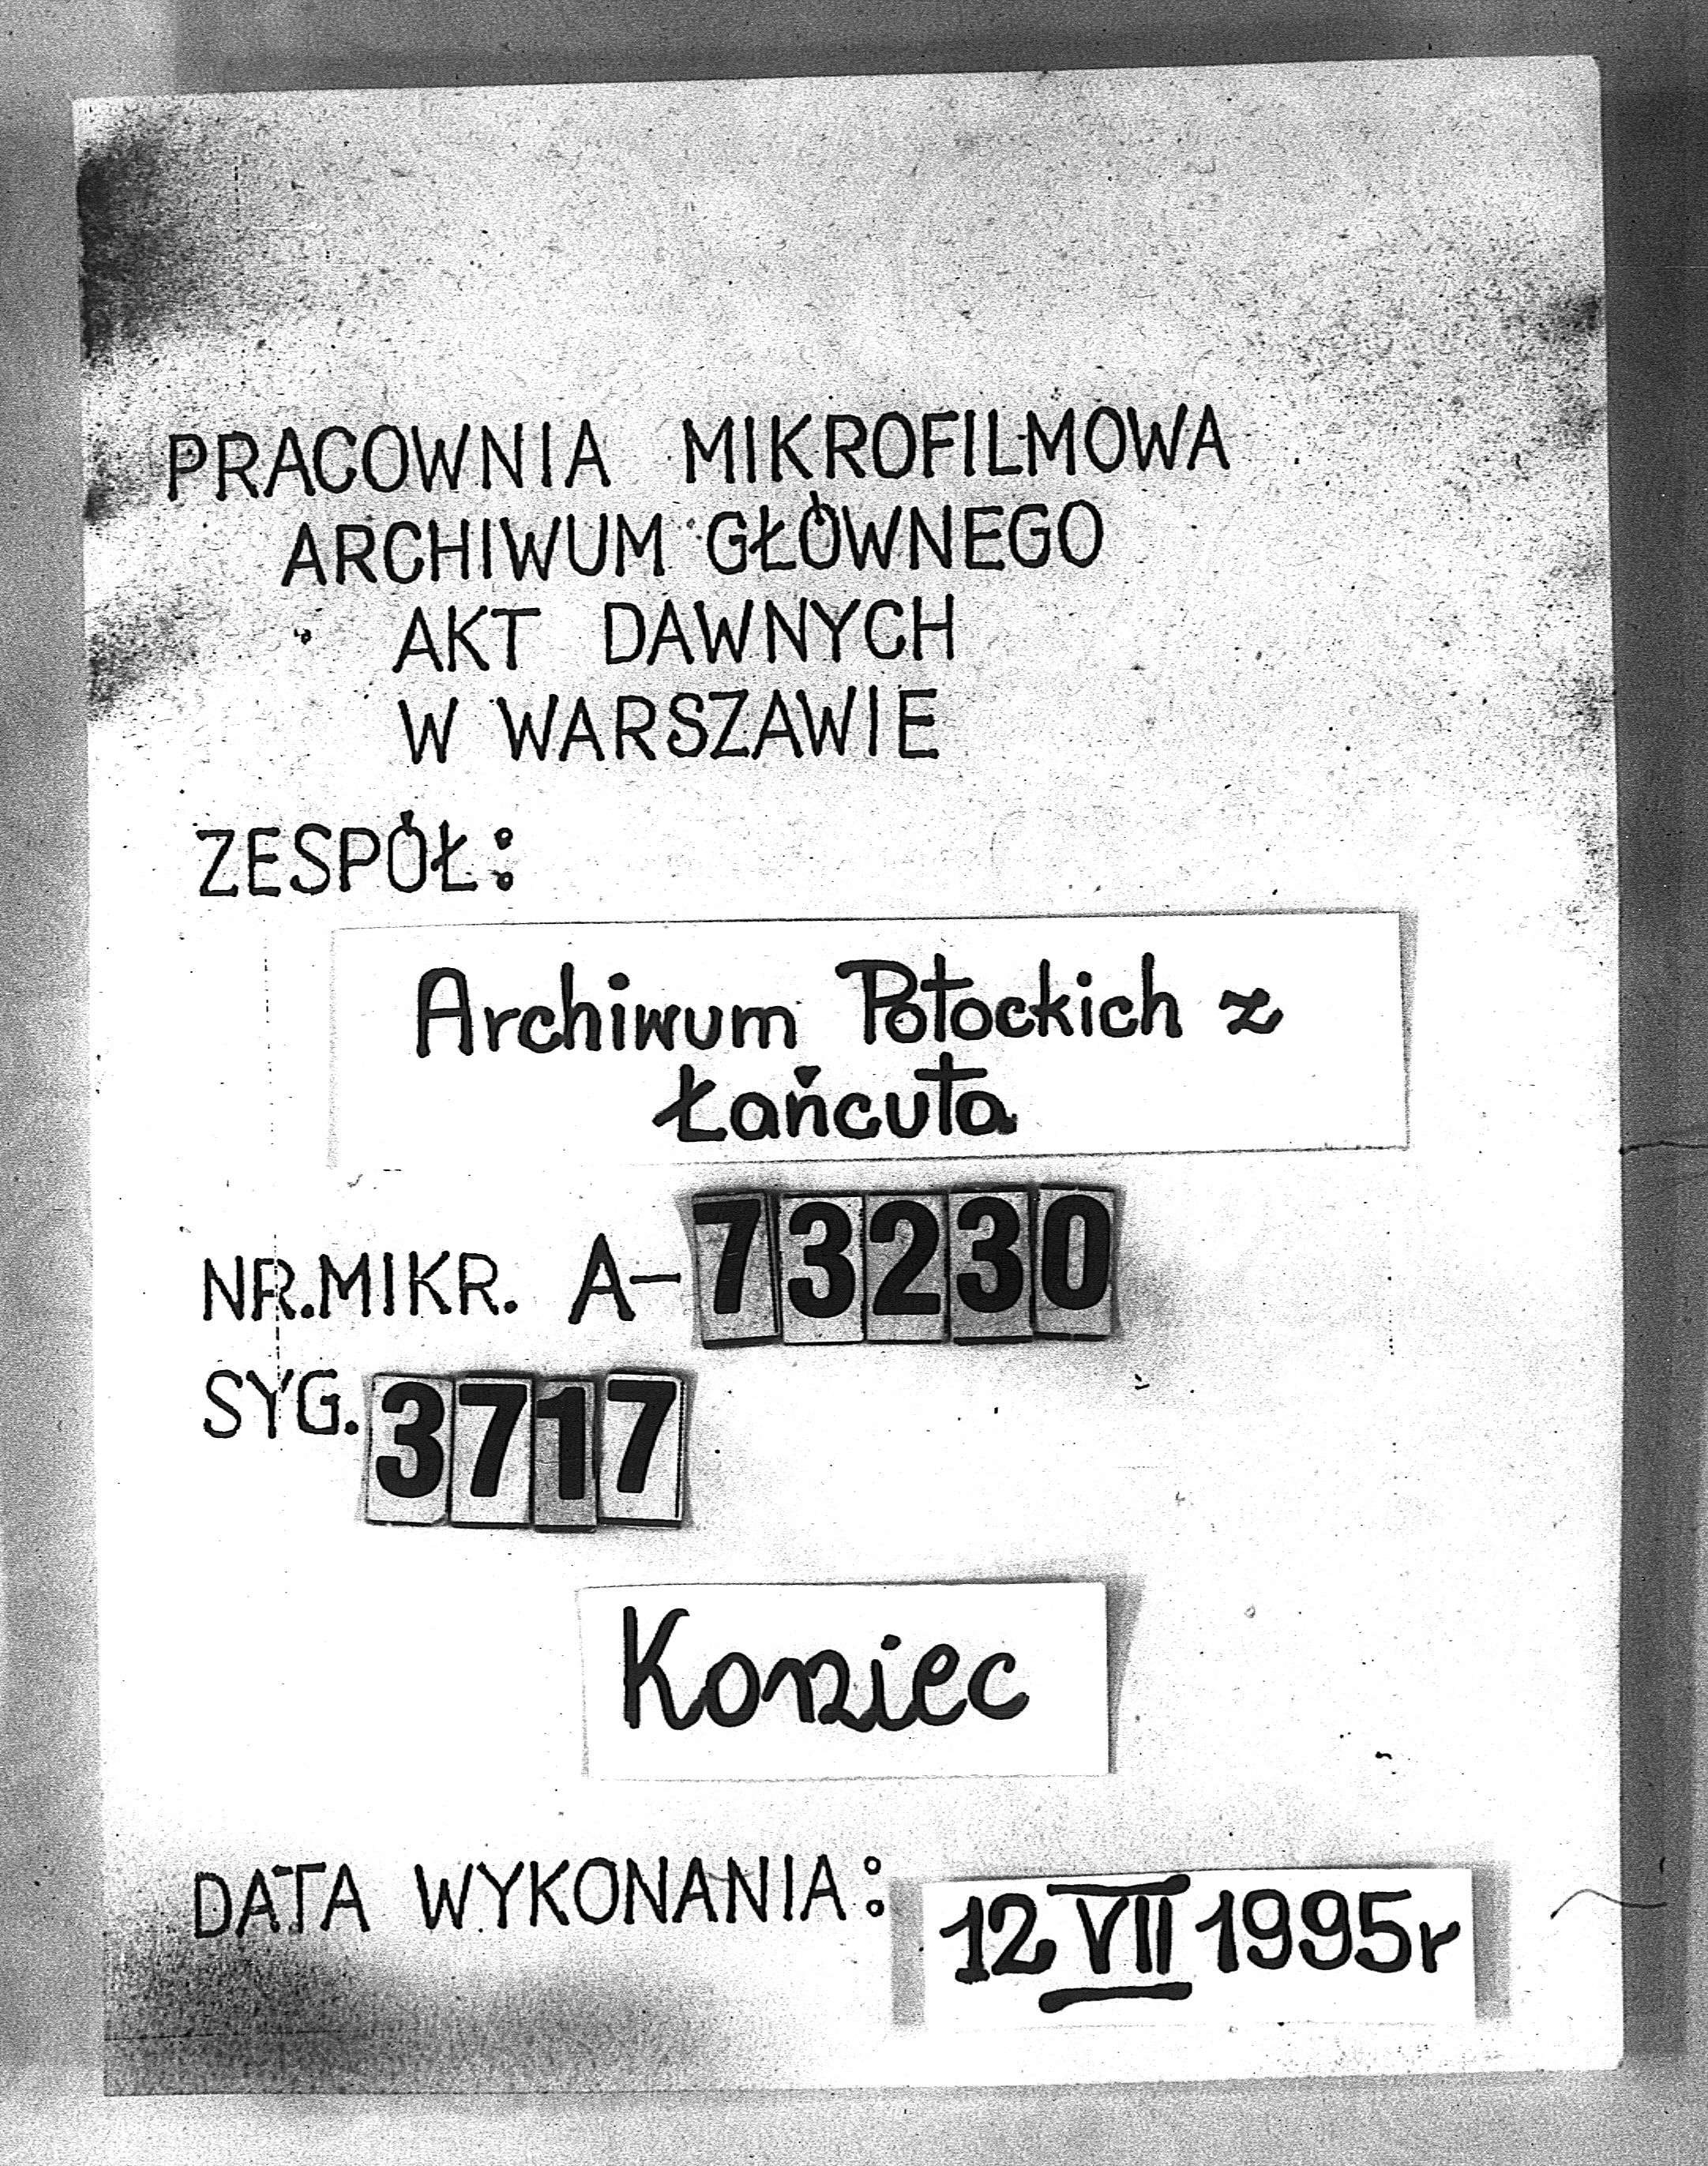 PRACOWNIA MIKROFILMOWA
ARCHIWUM GŁÓWNEGO
AKT DAWNYCH
W WARSZAWIE
ZESPÓŁ:
Archiwum Potockich z
Łańcuta
NR.MIKR. A-73230
SYG. 3717
Koniec
DATA WYKONANIA: 12 VII 1995r